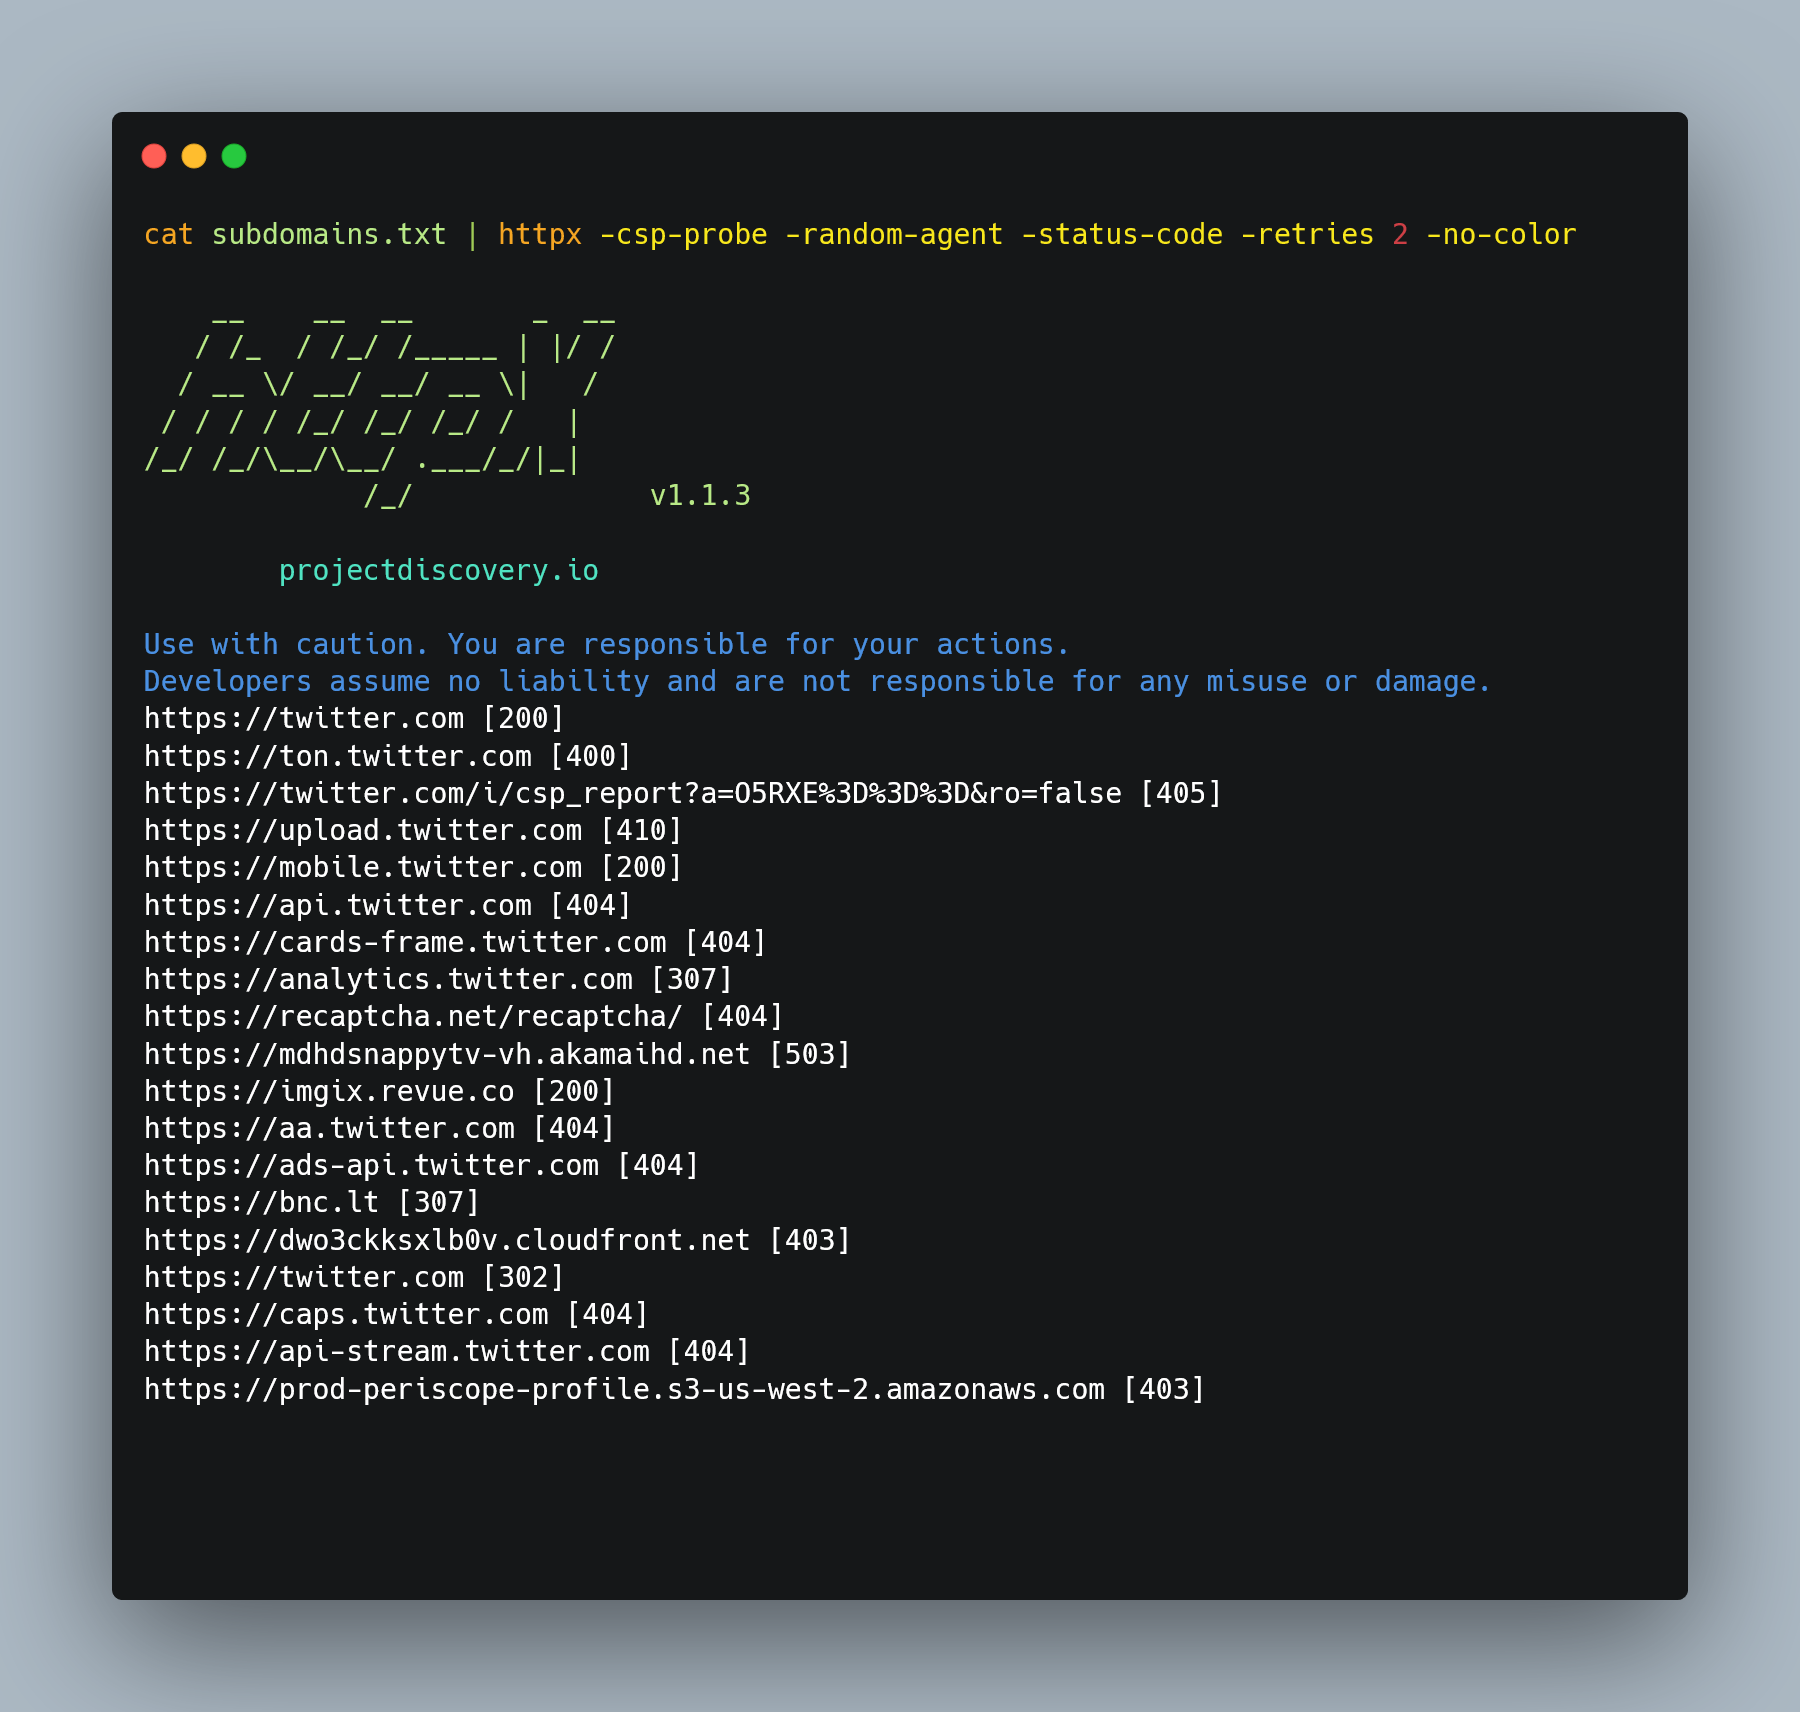 cat subdomains.txt | httpx -csp-probe -random-agent -status-code -retries 2 -no-color
    __    __  __       _  __
   / /_  / /_/ /_____ | |/ /
  / __ \/ __/ __/ __ \|   /
 / / / / /_/ /_/ /_/ /   |
/_/ /_/\__/\__/ .___/_/|_|
             /_/              v1.1.3
        projectdiscovery.io
Use with caution. You are responsible for your actions.
Developers assume no liability and are not responsible for any misuse or damage.
https://twitter.com [200]
https://ton.twitter.com [400]
https://twitter.com/i/csp_report?a=O5RXE%3D%3D%3D&ro=false [405]
https://upload.twitter.com [410]
https://mobile.twitter.com [200]
https://api.twitter.com [404]
https://cards-frame.twitter.com [404]
https://analytics.twitter.com [307]
https://recaptcha.net/recaptcha/ [404]
https://mdhdsnappytv-vh.akamaihd.net [503]
https://imgix.revue.co [200]
https://aa.twitter.com [404]
https://ads-api.twitter.com [404]
https://bnc.lt [307]
https://dwo3ckksxlb0v.cloudfront.net [403]
https://twitter.com [302]
https://caps.twitter.com [404]
https://api-stream.twitter.com [404]
https://prod-periscope-profile.s3-us-west-2.amazonaws.com [403]